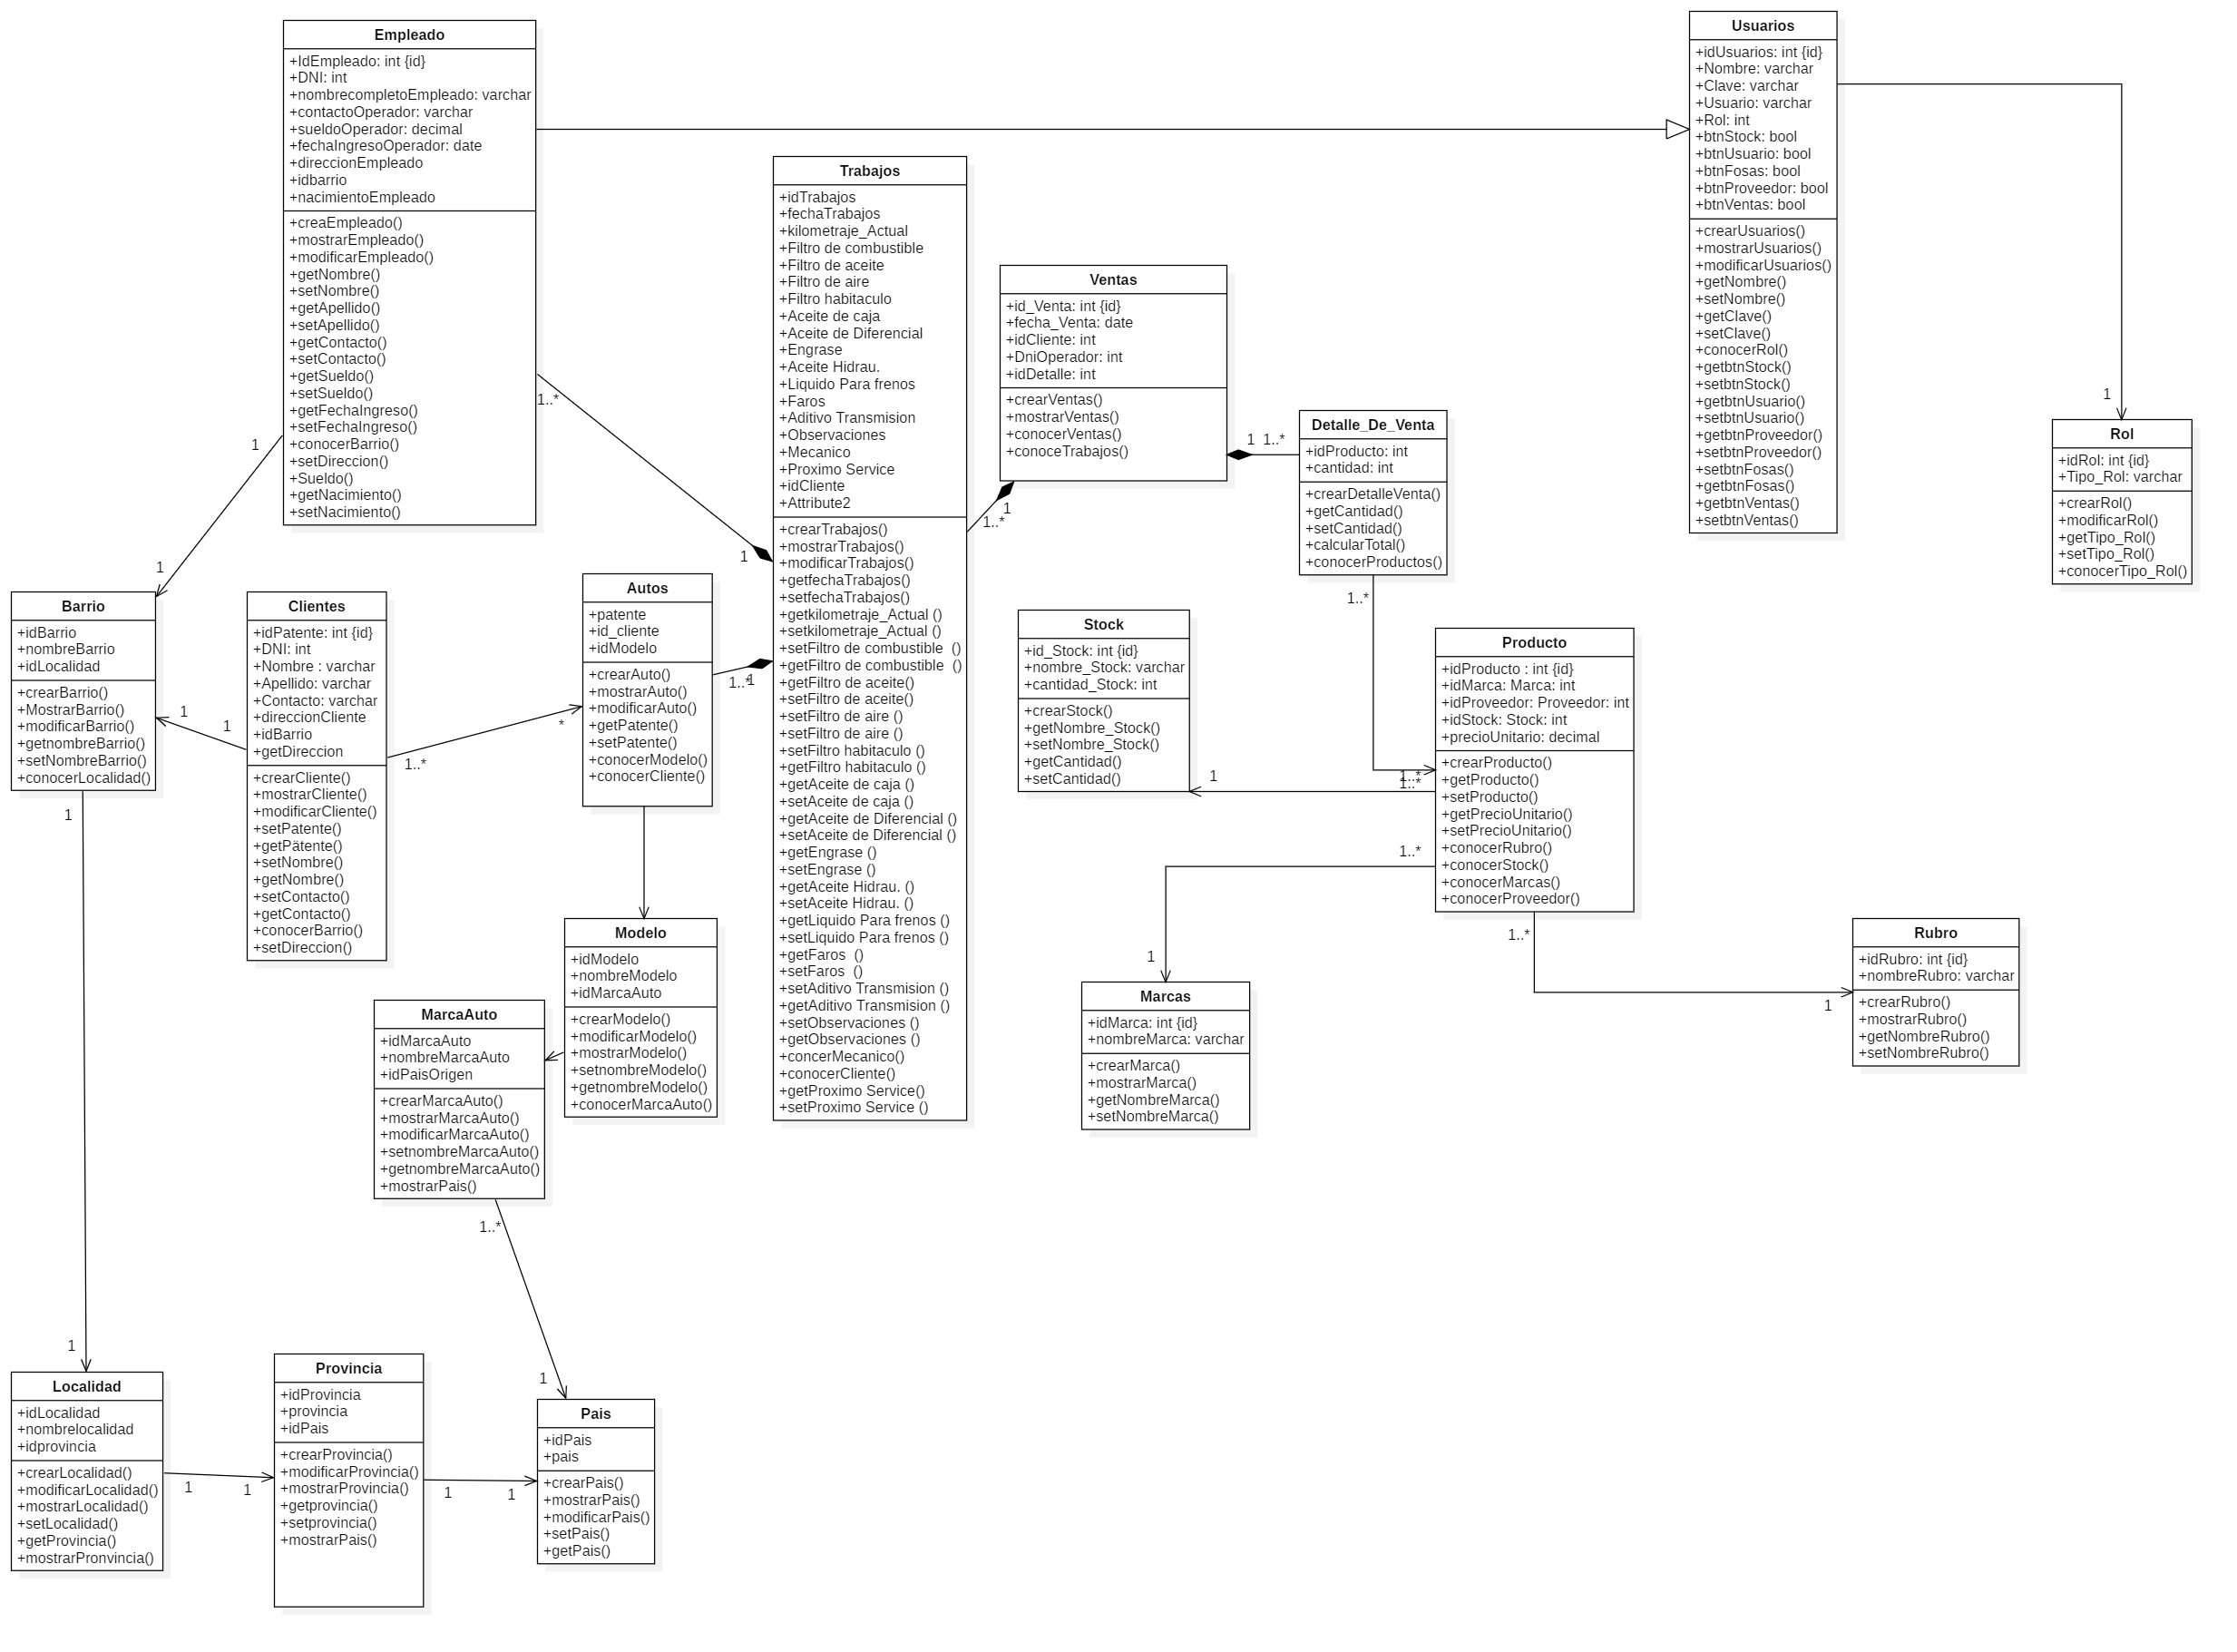 Empleado
+IdEmpleado: int {id}
+DNI: int
+nombrecompletoEmpleado: varchar
+contactoOperador: varchar
+sueldoOperador: decimal
+fechaIngresoOperador: date
+direccionEmpleado
+idbarrio
+nacimientoEmpleado
+creaEmpleado()
+mostrarEmpleado()
+modificarEmpleado()
+getNombre()
+setNombre()
+getApellido()
+setApellido()
+getContacto()
+setContacto()
+getSueldo()
+setSueldo()
+getFechaIngreso()
+setFechaIngreso()
+conocerBarrio()
+setDireccion()
+Sueldo()
+getNacimiento()
+setNacimiento()
1..*
1
1
1
Usuarios
+idUsuarios: int {id}
+Nombre: varchar
+Clave: varchar
+Usuario: varchar
+Rol: int
+btnStock: bool
+btnUsuario: bool
+btnFosas: bool
+btnProveedor: bool
+btnVentas: bool
+crearUsuarios()
+mostrarUsuarios()
+modificarUsuarios()
+getNombre()
+setNombre()
+getClave()
+setClave()
+conocerRol()
+getbtnStock()
+setbtnStock()
+getbtnUsuario()
+setbtnUsuario()
+getbtnProveedor()
+setbtnProveedor()
+setbtnFosas()
+getbtnFosas()
+getbtnVentas()
+setbtnVentas()
1
Rol
+idRol: int {id}
+Tipo_Rol: varchar
+crearRol()
+modificarRol()
+getTipo_Rol()
+setTipo_Rol()
+conocerTipo_Rol()
Trabajos
+idTrabajos
+fechaTrabajos
+kilometraje_Actual
+Filtro de combustible
+Filtro de aceite
+Filtro de aire
+Filtro habitaculo
+Aceite de caja
+Aceite de Diferencial
+Engrase
+Aceite Hidrau.
+Liquido Para frenos
+Faros
+Aditivo Transmision
+Observaciones
+Mecanico
+Proximo Service
+idCliente
+Attribute2
+crearTrabajos()
+mostrarTrabajos()
+modificarTrabajos()
+getfechaTrabajos()
+setfechaTrabajos()
+getkilometraje_Actual ()
+setkilometraje_Actual ()
+setFiltro de combustible  ()
+getFiltro de combustible  ()
+getFiltro de aceite()
+setFiltro de aceite()
+setFiltro de aire ()
+setFiltro de aire ()
+setFiltro habitaculo ()
+getFiltro habitaculo ()
+getAceite de caja ()
+setAceite de caja ()
+getAceite de Diferencial ()
+setAceite de Diferencial ()
+getEngrase ()
+setEngrase ()
+getAceite Hidrau. ()
+setAceite Hidrau. ()
+getLiquido Para frenos ()
+setLiquido Para frenos ()
+getFaros  ()
+setFaros  ()
+setAditivo Transmision ()
+getAditivo Transmision ()
+setObservaciones ()
+getObservaciones ()
+concerMecanico()
+conocerCliente()
+getProximo Service()
+setProximo Service ()
Ventas
+id_Venta: int {id}
+fecha_Venta: date
+idCliente: int
+DniOperador: int
+idDetalle: int
+crearVentas()
+mostrarVentas()
+conocerVentas()
+conoceTrabajos()
1
1..*
1
1..*
Detalle_De_Venta
+idProducto: int
+cantidad: int
+crearDetalleVenta()
+getCantidad()
+setCantidad()
+calcularTotal()
+conocerProductos()
1..*
Barrio
+idBarrio
+nombreBarrio
+idLocalidad
+crearBarrio()
+MostrarBarrio()
+modificarBarrio()
+getnombreBarrio()
+setNombreBarrio()
+conocerLocalidad()
1
1
Clientes
+idPatente: int {id}
+DNI: int
+Nombre : varchar
+Apellido: varchar
+Contacto: varchar
+direccionCliente
+idBarrio
+getDireccion
+crearCliente()
+mostrarCliente()
+modificarCliente()
+setPatente()
+getPätente()
+setNombre()
+getNombre()
+setContacto()
+getContacto()
+conocerBarrio()
+setDireccion()
1..*
*
Autos
+patente
+id_cliente
+idModelo
+crearAuto()
+mostrarAuto()
+modificarAuto()
+getPatente()
+setPatente()
+conocerModelo()
+conocerCliente()
1..*
1
Stock
+id_Stock: int {id}
+nombre_Stock: varchar
+cantidad_Stock: int
+crearStock()
+getNombre_Stock()
+setNombre_Stock()
+getCantidad()
+setCantidad()
1
1..*
1..*
Producto
+idProducto : int {id}
+idMarca: Marca: int
+idProveedor: Proveedor: int
+idStock: Stock: int
+precioUnitario: decimal
+crearProducto()
+getProducto()
+setProducto()
+getPrecioUnitario()
+setPrecioUnitario()
+conocerRubro()
+conocerStock()
+conocerMarcas()
+conocerProveedor()
1..*
1
1..*
1
Modelo
+idModelo
+nombreModelo
+idMarcaAuto
+crearModelo()
+modificarModelo()
+mostrarModelo()
+setnombreModelo()
+getnombreModelo()
+conocerMarcaAuto()
Rubro
+idRubro: int {id}
+nombreRubro: varchar
+crearRubro()
+mostrarRubro()
+getNombreRubro()
+setNombreRubro()
Marcas
+idMarca: int {id}
+nombreMarca: varchar
+crearMarca()
+mostrarMarca()
+getNombreMarca()
+setNombreMarca()
MarcaAuto
+idMarcaAuto
+nombreMarcaAuto
+idPaisOrigen
+crearMarcaAuto()
+mostrarMarcaAuto()
+modificarMarcaAuto()
+setnombreMarcaAuto()
+getnombreMarcaAuto()
+mostrarPais()
1..*
1
1
1
Localidad
+idLocalidad
+nombrelocalidad
+idprovincia
+crearLocalidad()
+modificarLocalidad()
+mostrarLocalidad()
+setLocalidad()
+getProvincia()
+mostrarPronvincia()
1
1
Provincia
+idProvincia
+provincia
+idPais
+crearProvincia()
+modificarProvincia()
+mostrarProvincia()
+getprovincia()
+setprovincia()
+mostrarPais()
1
1
Pais
+idPais
+pais
+crearPais()
+mostrarPais()
+modificarPais()
+setPais()
+getPais()